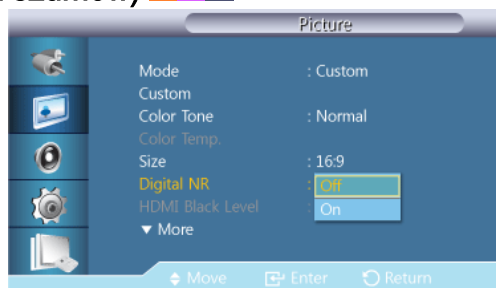 Picture
Mode : Custom
Custom
Color Tone : Normal
Color Temp.
Size : 16:9
Digital NR : Off
HDMI Black Level : On
▼ More
Move Enter Return